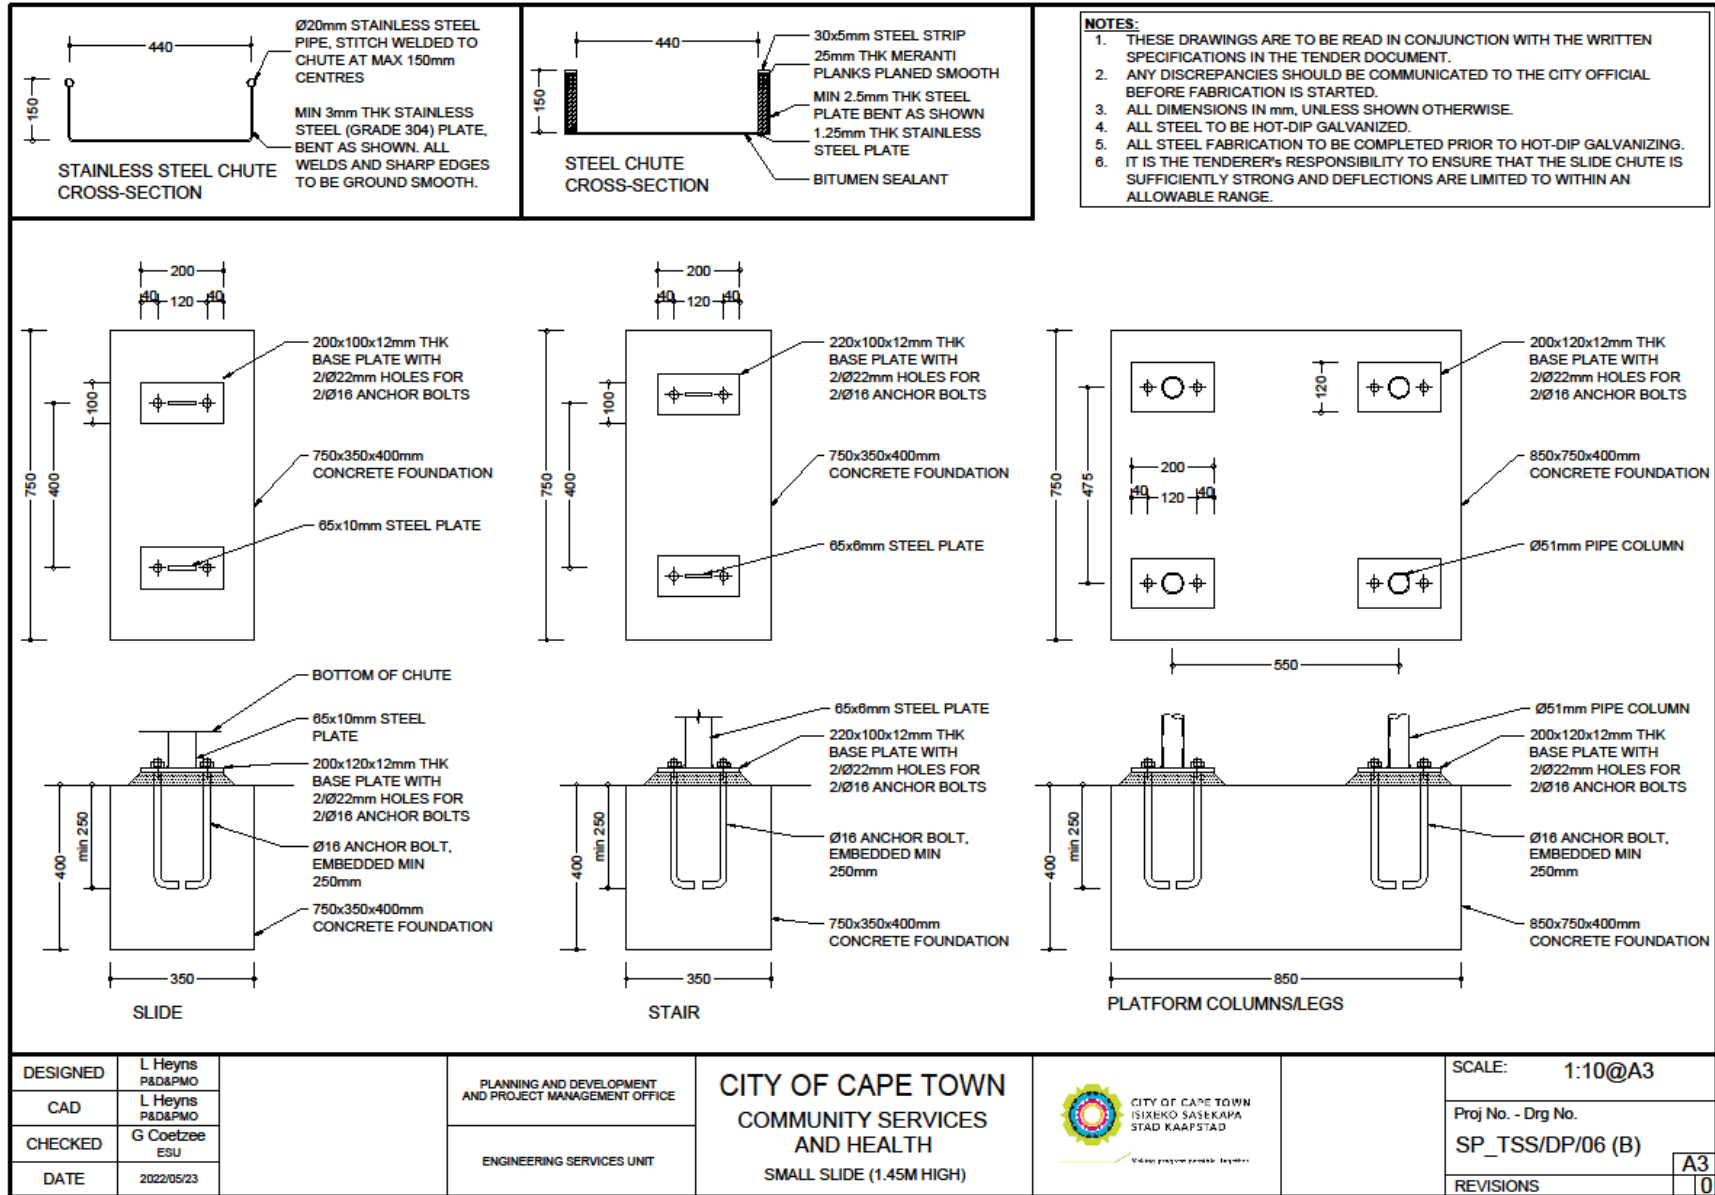 440
150
Ø20mm STAINLESS STEEL
PIPE, STITCH WELDED TO
CHUTE AT MAX 150mm
CENTRES
MIN 3mm THK STAINLESS
STEEL (GRADE 304) PLATE,
BENT AS SHOWN. ALL
WELDS AND SHARP EDGES
TO BE GROUND SMOOTH.
STAINLESS STEEL CHUTE
CROSS-SECTION
440
150
30x5mm STEEL STRIP
25mm THK MERANTI
PLANKS PLANED SMOOTH
MIN 2.5mm THK STEEL
PLATE BENT AS SHOWN
1.25mm THK STAINLESS
STEEL PLATE
BITUMEN SEALANT
STEEL CHUTE
CROSS-SECTION
NOTES:
1. THESE DRAWINGS ARE TO BE READ IN CONJUNCTION WITH THE WRITTEN
SPECIFICATIONS IN THE TENDER DOCUMENT.
2. ANY DISCREPANCIES SHOULD BE COMMUNICATED TO THE CITY OFFICIAL
BEFORE FABRICATION IS STARTED.
3. ALL DIMENSIONS IN mm, UNLESS SHOWN OTHERWISE.
4. ALL STEEL TO BE HOT-DIP GALVANIZED.
5. ALL STEEL FABRICATION TO BE COMPLETED PRIOR TO HOT-DIP GALVANIZING.
6. IT IS THE TENDERER's RESPONSIBILITY TO ENSURE THAT THE SLIDE CHUTE IS
SUFFICIENTLY STRONG AND DEFLECTIONS ARE LIMITED TO WITHIN AN
ALLOWABLE RANGE.
200
40 120 40
750
100
400
200x100x12mm THK
BASE PLATE WITH
2/Ø22mm HOLES FOR
2/Ø16 ANCHOR BOLTS
750x350x400mm
CONCRETE FOUNDATION
65x10mm STEEL PLATE
BOTTOM OF CHUTE
65x10mm STEEL
PLATE
200x120x12mm THK
BASE PLATE WITH
2/Ø22mm HOLES FOR
2/Ø16 ANCHOR BOLTS
400
min 250
Ø16 ANCHOR BOLT,
EMBEDDED MIN
250mm
750x350x400mm
CONCRETE FOUNDATION
350
SLIDE
200
40 120 40
750
100
400
220x100x12mm THK
BASE PLATE WITH
2/Ø22mm HOLES FOR
2/Ø16 ANCHOR BOLTS
750x350x400mm
CONCRETE FOUNDATION
65x6mm STEEL PLATE
65x6mm STEEL PLATE
220x100x12mm THK
BASE PLATE WITH
2/Ø22mm HOLES FOR
2/Ø16 ANCHOR BOLTS
400
min 250
Ø16 ANCHOR BOLT,
EMBEDDED MIN
250mm
750x350x400mm
CONCRETE FOUNDATION
350
STAIR
750
475
120
200
40 120 40
200x120x12mm THK
BASE PLATE WITH
2/Ø22mm HOLES FOR
2/Ø16 ANCHOR BOLTS
850x750x400mm
CONCRETE FOUNDATION
Ø51mm PIPE COLUMN
550
Ø51mm PIPE COLUMN
200x120x12mm THK
BASE PLATE WITH
2/Ø22mm HOLES FOR
2/Ø16 ANCHOR BOLTS
400
min 250
Ø16 ANCHOR BOLT,
EMBEDDED MIN
250mm
850x750x400mm
CONCRETE FOUNDATION
850
PLATFORM COLUMNS/LEGS
DESIGNED L Heyns
P&D&PMO
CAD L Heyns
P&D&PMO
CHECKED G Coetzee
ESU
DATE 2022/05/23
PLANNING AND DEVELOPMENT
AND PROJECT MANAGEMENT OFFICE
ENGINEERING SERVICES UNIT
CITY OF CAPE TOWN
COMMUNITY SERVICES
AND HEALTH
SMALL SLIDE (1.45M HIGH)
CITY OF CAPE TOWN
ISIXEKO SASEKAPA
STAD KAAPSTAD
Making progress possible. Together.
SCALE: 1:10@A3
Proj No. - Drg No.
SP_TSS/DP/06 (B)
A3
REVISIONS 0